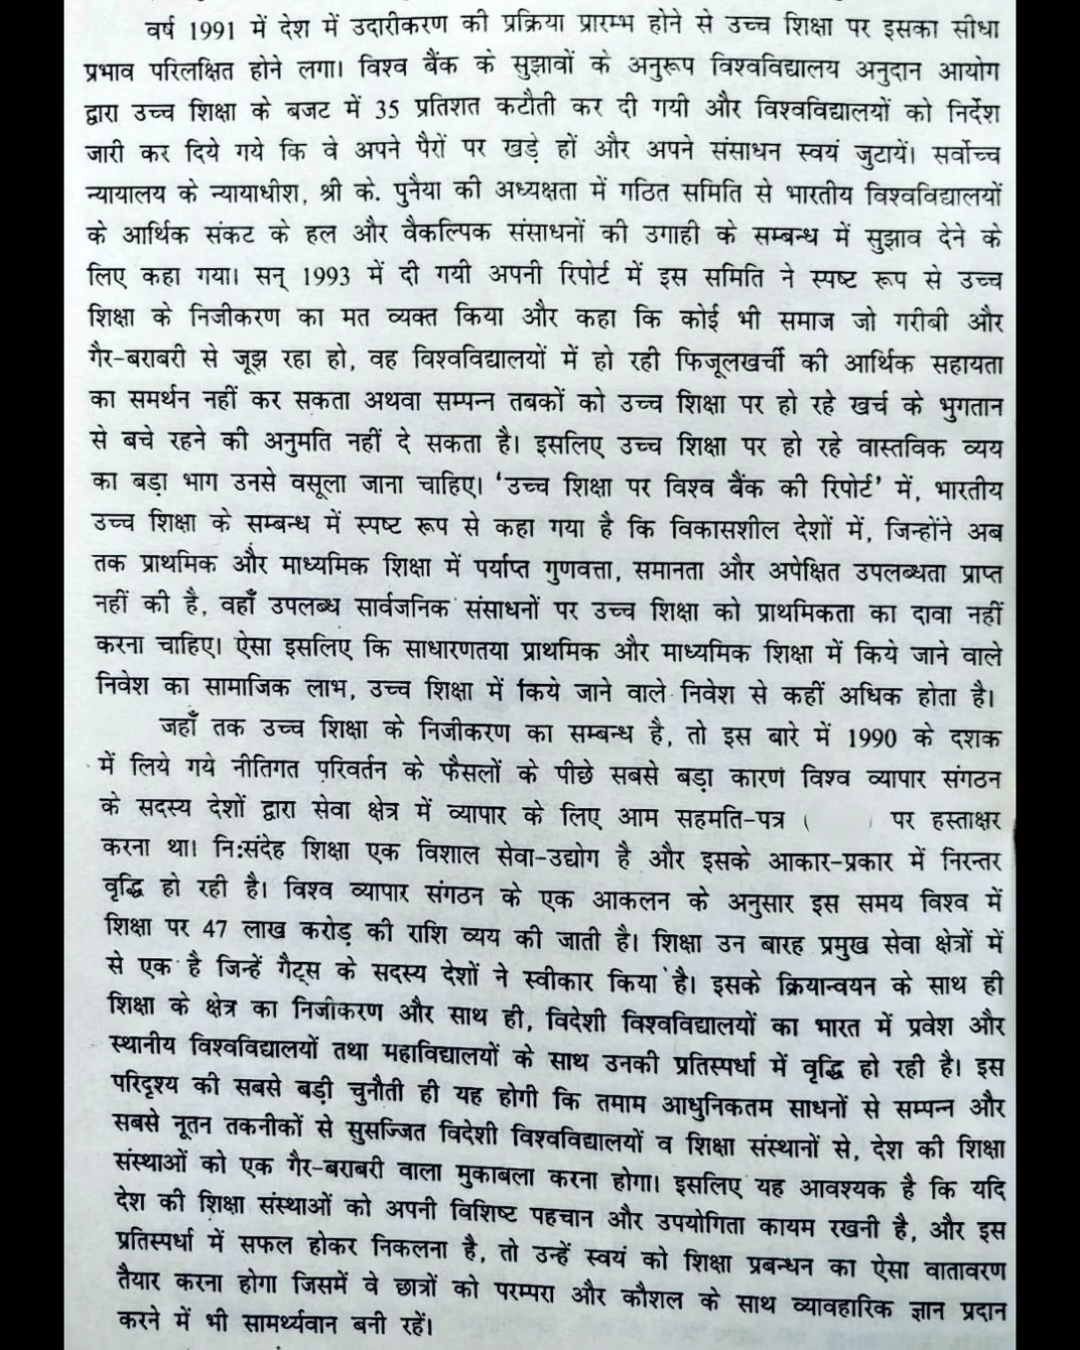 वर्ष 1991 में देश में उदारीकरण की प्रक्रिया प्रारम्भ होने से उच्च शिक्षा पर इसका सीधा
प्रभाव परिलक्षित होने लगा। विश्व बैंक के सुझावों के अनुरूप विश्वविद्यालय अनुदान आयोग
द्वारा उच्च शिक्षा के बजट में 35 प्रतिशत कटौती कर दी गयी और विश्वविद्यालयों को निर्देश
जारी कर दिये गये कि वे अपने पैरों पर खड़े हों और अपने संसाधन स्वयं जुटायें। सर्वोच्च
न्यायालय के न्यायाधीश, श्री के. पुनैया की अध्यक्षता में गठित समिति से भारतीय विश्वविद्यालयों
के आर्थिक संकट के हल और वैकल्पिक संसाधनों की उगाही के सम्बन्ध में सुझाव देने के
लिए कहा गया। सन् 1993 में दी गयी अपनी रिपोर्ट में इस समिति ने स्पष्ट रूप से उच्च
शिक्षा के निजीकरण का मत व्यक्त किया और कहा कि कोई भी समाज जो गरीबी और
गैर-बराबरी से जूझ रहा हो, वह विश्वविद्यालयों में हो रही फिजूलखर्ची की आर्थिक सहायता
का समर्थन नहीं कर सकता अथवा सम्पन्न तबकों को उच्च शिक्षा पर हो रहे खर्च के भुगतान
से बचे रहने की अनुमति नहीं दे सकता है। इसलिए उच्च शिक्षा पर हो रहे वास्तविक व्यय
का बड़ा भाग उनसे वसूला जाना चाहिए। ‘उच्च शिक्षा पर विश्व बैंक की रिपोर्ट’ में, भारतीय
उच्च शिक्षा के सम्बन्ध में स्पष्ट रूप से कहा गया है कि विकासशील देशों में, जिन्होंने अब
तक प्राथमिक और माध्यमिक शिक्षा में पर्याप्त गुणवत्ता, समानता और अपेक्षित उपलब्धता प्राप्त
नहीं की है, वहाँ उपलब्ध सार्वजनिक संसाधनों पर उच्च शिक्षा को प्राथमिकता का दावा नहीं
करना चाहिए। ऐसा इसलिए कि साधारणतया प्राथमिक और माध्यमिक शिक्षा में किये जाने वाले
निवेश का सामाजिक लाभ, उच्च शिक्षा में किये जाने वाले निवेश से कहीं अधिक होता है।
जहाँ तक उच्च शिक्षा के निजीकरण का सम्बन्ध है, तो इस बारे में 1990 के दशक
में लिये गये नीतिगत परिवर्तन के फैसलों के पीछे सबसे बड़ा कारण विश्व व्यापार संगठन
के सदस्य देशों द्वारा सेवा क्षेत्र में व्यापार के लिए आम सहमति-पत्र ( ) पर हस्ताक्षर
करना था। नि:संदेह शिक्षा एक विशाल सेवा-उद्योग है और इसके आकार-प्रकार में निरन्तर
वृद्धि हो रही है। विश्व व्यापार संगठन के एक आकलन के अनुसार इस समय विश्व में
शिक्षा पर 47 लाख करोड़ की राशि व्यय की जाती है। शिक्षा उन बारह प्रमुख सेवा क्षेत्रों में
से एक है जिन्हें गैट्स के सदस्य देशों ने स्वीकार किया है। इसके क्रियान्वयन के साथ ही
शिक्षा के क्षेत्र का निजीकरण और साथ ही, विदेशी विश्वविद्यालयों का भारत में प्रवेश और
स्थानीय विश्वविद्यालयों तथा महाविद्यालयों के साथ उनकी प्रतिस्पर्धा में वृद्धि हो रही है। इस
परिदृश्य की सबसे बड़ी चुनौती ही यह होगी कि तमाम आधुनिकतम साधनों से सम्पन्न और
सबसे नूतन तकनीकों से सुसज्जित विदेशी विश्वविद्यालयों व शिक्षा संस्थानों से, देश की शिक्षा
संस्थाओं को एक गैर-बराबरी वाला मुकाबला करना होगा। इसलिए यह आवश्यक है कि यदि
देश की शिक्षा संस्थाओं को अपनी विशिष्ट पहचान और उपयोगिता कायम रखनी है, और इस
प्रतिस्पर्धा में सफल होकर निकलना है, तो उन्हें स्वयं को शिक्षा प्रबन्धन का ऐसा वातावरण
तैयार करना होगा जिसमें वे छात्रों को परम्परा और कौशल के साथ व्यावहारिक ज्ञान प्रदान
करने में भी सामर्थ्यवान बनी रहें।